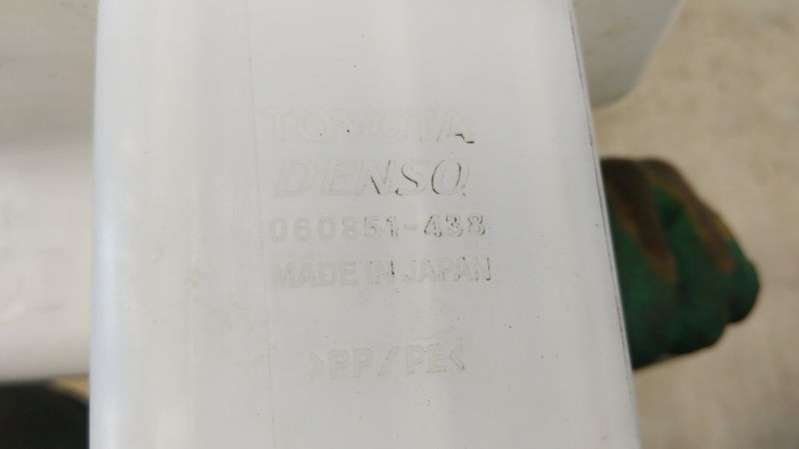 TOYOTA
DENSO
060851-438
MADE IN JAPAN
>PP/PE<